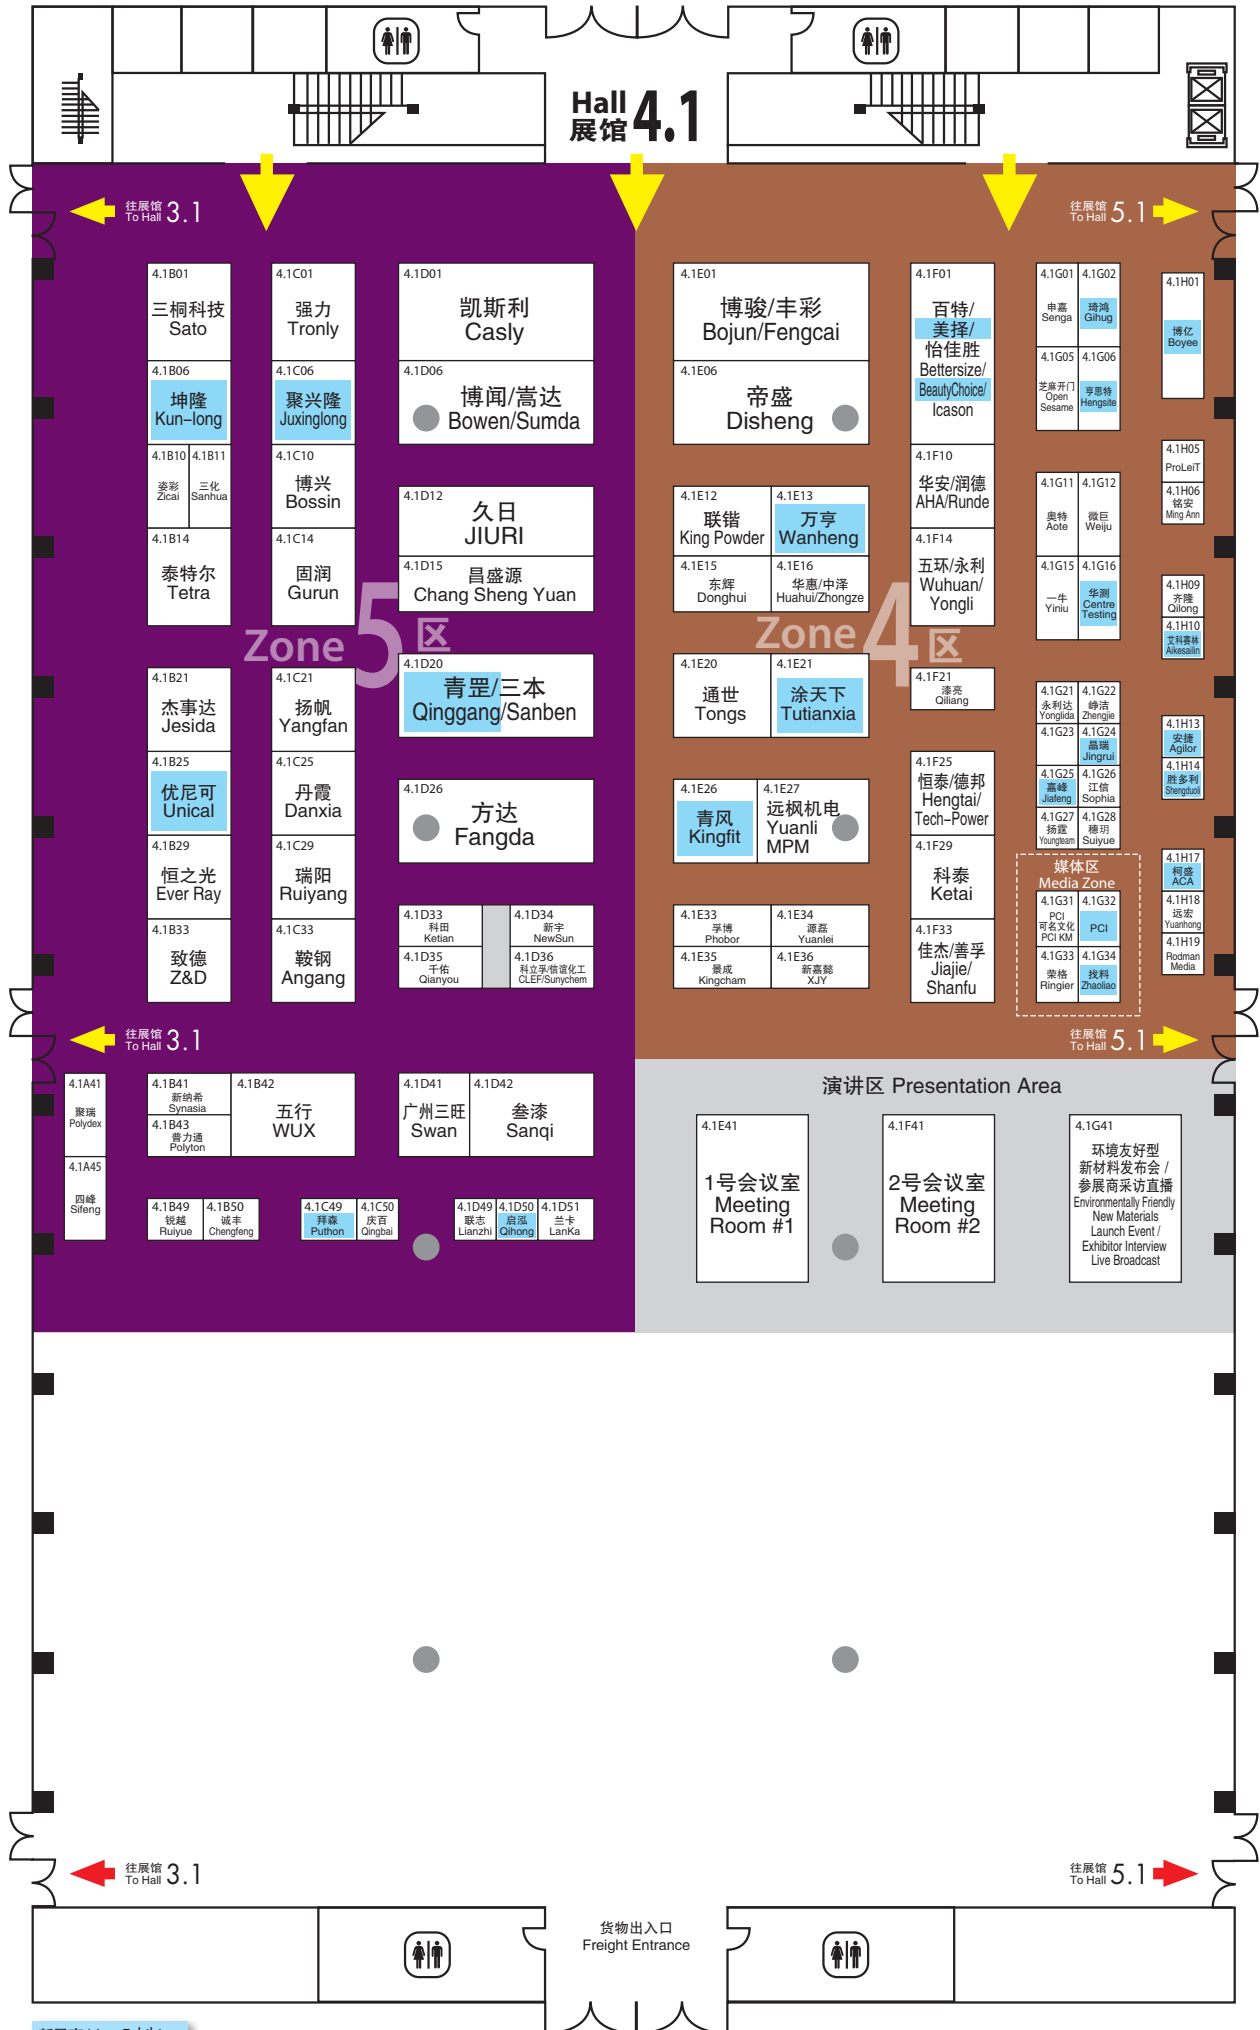 Hall
展馆 4.1
往展馆
To Hall 3.1
往展馆
To Hall 5.1
4.1B01
三桐科技
Sato
4.1C01
强力
Tronly
4.1D01
凯斯利
Casly
4.1E01
博骏/丰彩
Bojun/Fengcai
4.1F01
百特/
美择/
怡佳胜
Bettersize/
BeautyChoice/
Icason
4.1G01
申嘉
Senga
4.1G02
琦鸿
Gihug
4.1H01
博亿
Boyee
4.1B06
坤隆
Kun-long
4.1C06
聚兴隆
Juxinglong
4.1D06
博闻/嵩达
Bowen/Sumda
4.1E06
帝盛
Disheng
4.1G05
芝麻开门
Open
Sesame
4.1G06
亨思特
Hengsite
4.1B10
姿彩
Zicai
4.1B11
三化
Sanhua
4.1C10
博兴
Bossin
4.1F10
华安/润德
AHA/Runde
4.1H05
ProLeiT
4.1H06
铭安
Ming Ann
4.1D12
久日
JIURI
4.1E12
联锴
King Powder
4.1E13
万亨
Wanheng
4.1G11
奥特
Aote
4.1G12
微巨
Weiju
4.1B14
泰特尔
Tetra
4.1C14
固润
Gurun
4.1D15
昌盛源
Chang Sheng Yuan
4.1E15
东辉
Donghui
4.1E16
华惠/中泽
Huahui/Zhongze
4.1F14
五环/永利
Wuhuan/
Yongli
4.1G15
一牛
Yiniu
4.1G16
华测
Centre
Testing
4.1H09
齐隆
Qilong
4.1H10
艾科赛林
Aikesailin
Zone 5 区
Zone 4 区
4.1B21
杰事达
Jesida
4.1C21
扬帆
Yangfan
4.1D20
青罡/三本
Qinggang/Sanben
4.1E20
通世
Tongs
4.1E21
涂天下
Tutianxia
4.1F21
漆亮
Qiliang
4.1G21
永利达
Yonglida
4.1G22
峥洁
Zhengjie
4.1G23
4.1G24
晶瑞
Jingrui
4.1H13
安捷
Agilor
4.1H14
胜多利
Shengduoli
4.1B25
优尼可
Unical
4.1C25
丹霞
Danxia
4.1D26
方达
Fangda
4.1E26
青风
Kingfit
4.1E27
远枫机电
Yuanli
MPM
4.1F25
恒泰/德邦
Hengtai/
Tech-Power
4.1G25
嘉峰
Jiafeng
4.1G26
江信
Sophia
4.1G27
扬霆
Youngteam
4.1G28
穗玥
Suiyue
4.1B29
恒之光
Ever Ray
4.1C29
瑞阳
Ruiyang
4.1F29
科泰
Ketai
媒体区
Media Zone
4.1H17
柯盛
ACA
4.1H18
远宏
Yuanhong
4.1H19
Rodman
Media
4.1G31
PCI
可名文化
PCI KM
4.1G32
PCI
4.1G33
荣格
Ringier
4.1G34
找料
Zhaoliao
4.1B33
致德
Z&D
4.1C33
鞍钢
Angang
4.1D33
科田
Ketian
4.1D34
新宇
NewSun
4.1D35
千佑
Qianyou
4.1D36
科立孚/信谊化工
CLEF/Sunychem
4.1E33
孚博
Phobor
4.1E34
源磊
Yuanlei
4.1E35
景成
Kingcham
4.1E36
新嘉懿
XJY
4.1F33
佳杰/善孚
Jiajie/
Shanfu
往展馆
To Hall 3.1
往展馆
To Hall 5.1
4.1A41
聚瑞
Polydex
4.1A45
四峰
Sifeng
4.1B41
新纳希
Synasia
4.1B43
普力通
Polyton
4.1B42
五行
WUX
4.1D41
广州三旺
Swan
4.1D42
叁漆
Sanqi
4.1B49
锐越
Ruiyue
4.1B50
诚丰
Chengfeng
4.1C49
拜森
Puthon
4.1C50
庆百
Qingbai
4.1D49
联志
Lianzhi
4.1D50
启泓
Qihong
4.1D51
兰卡
LanKa
演讲区 Presentation Area
4.1E41
1号会议室
Meeting
Room #1
4.1F41
2号会议室
Meeting
Room #2
4.1G41
环境友好型
新材料发布会 /
参展商采访直播
Environmentally Friendly
New Materials
Launch Event /
Exhibitor Interview
Live Broadcast
往展馆
To Hall 3.1
往展馆
To Hall 5.1
货物出入口
Freight Entrance